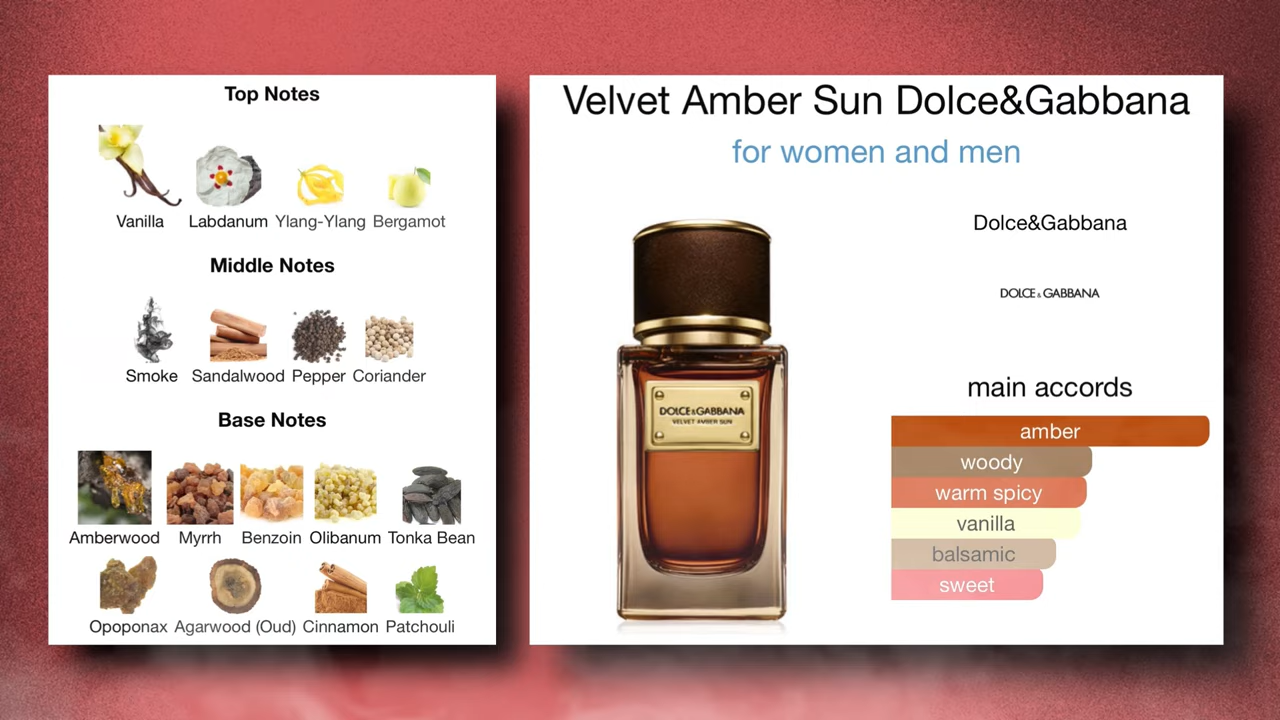 Top Notes
Vanilla Labdanum Ylang-Ylang Bergamot
Middle Notes
Smoke Sandalwood Pepper Coriander
Base Notes
Amberwood Myrrh Benzoin Olibanum Tonka Bean
Opoponax Agarwood (Oud) Cinnamon Patchouli
Velvet Amber Sun Dolce&Gabbana
for women and men
Dolce&Gabbana
DOLCE & GABBANA
DOLCE & GABBANA
VELVET AMBER SUN
main accords
amber
woody
warm spicy
vanilla
balsamic
sweet